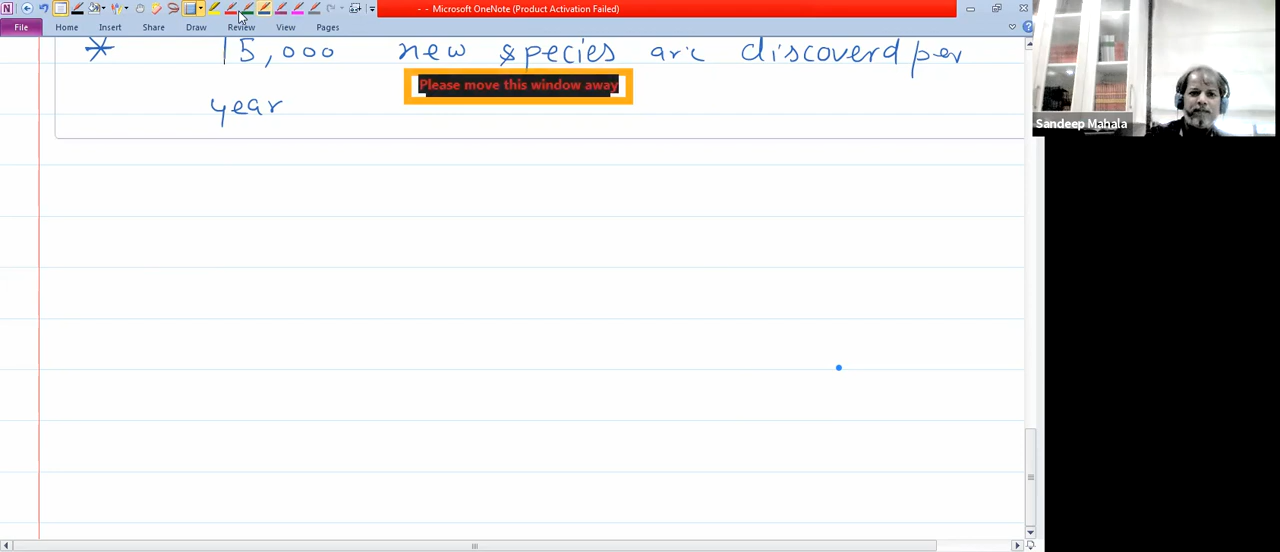 - - Microsoft OneNote (Product Activation Failed)
File Home Insert Share Draw Review View Pages
* 15,000 new species are discoverd per
Please move this window away
year
Sandeep Mahala